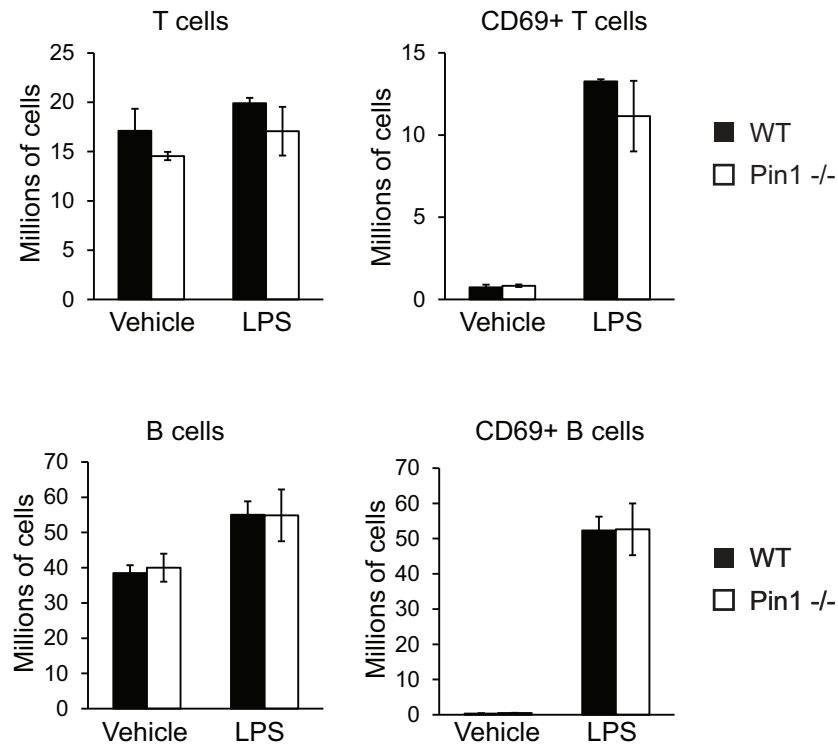 T cells
CD69+ T cells
Millions of cells
25
20
15
10
5
0
Vehicle
LPS
Millions of cells
15
10
5
0
Vehicle
LPS
WT
Pin1 -/-
B cells
CD69+ B cells
Millions of cells
70
60
50
40
30
20
10
0
Vehicle
LPS
Millions of cells
70
60
50
40
30
20
10
0
Vehicle
LPS
WT
Pin1 -/-